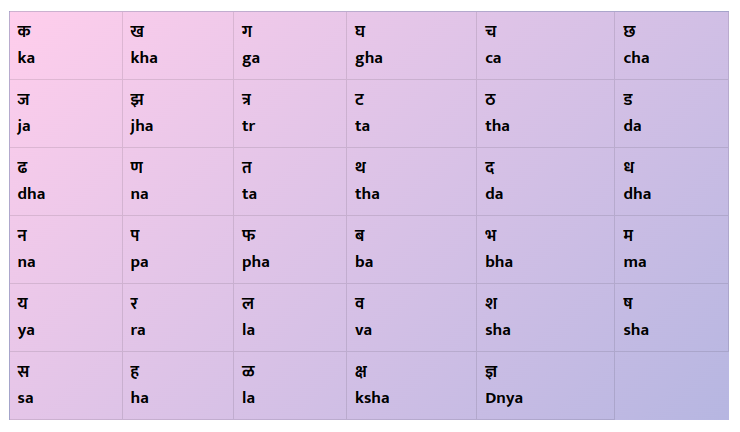 क ख ग घ च छ
ka kha ga gha ca cha
ज झ त्र ट ठ ड
ja jha tr ta tha da
ढ ण त थ द ध
dha na ta tha da dha
न प फ ब भ म
na pa pha ba bha ma
य र ल व श ष
ya ra la va sha sha
स ह ळ क्ष ज्ञ
sa ha la ksha Dnya